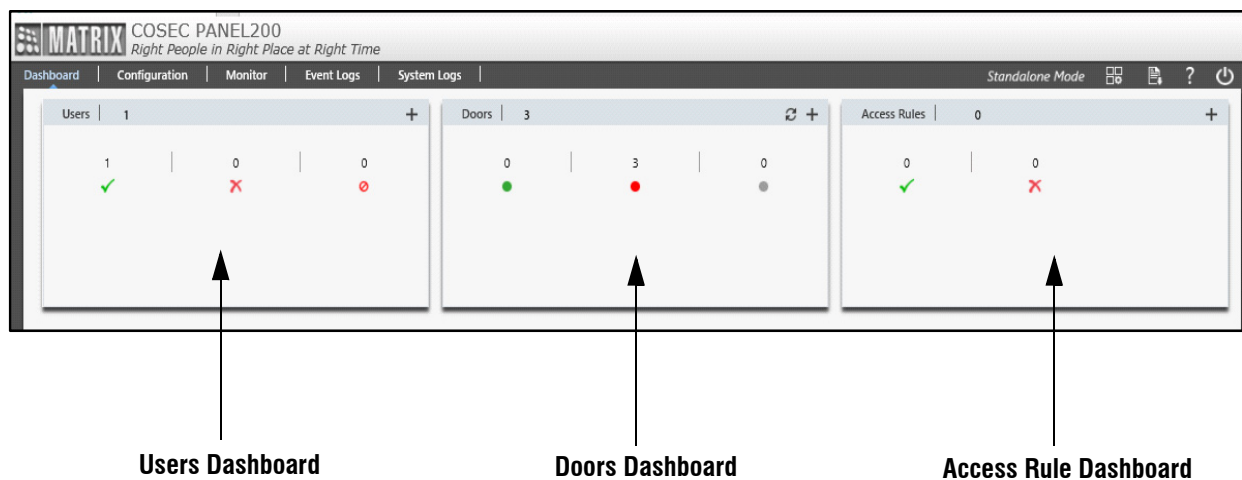 MATRIX
COSEC PANEL200
Right People in Right Place at Right Time
Dashboard | Configuration | Monitor | Event Logs | System Logs | Standalone Mode ?
Users | 1 + Doors | 3 + Access Rules | 0 +
1 | 0 | 0 0 | 3 | 0 0 | 0
Users Dashboard Doors Dashboard Access Rule Dashboard